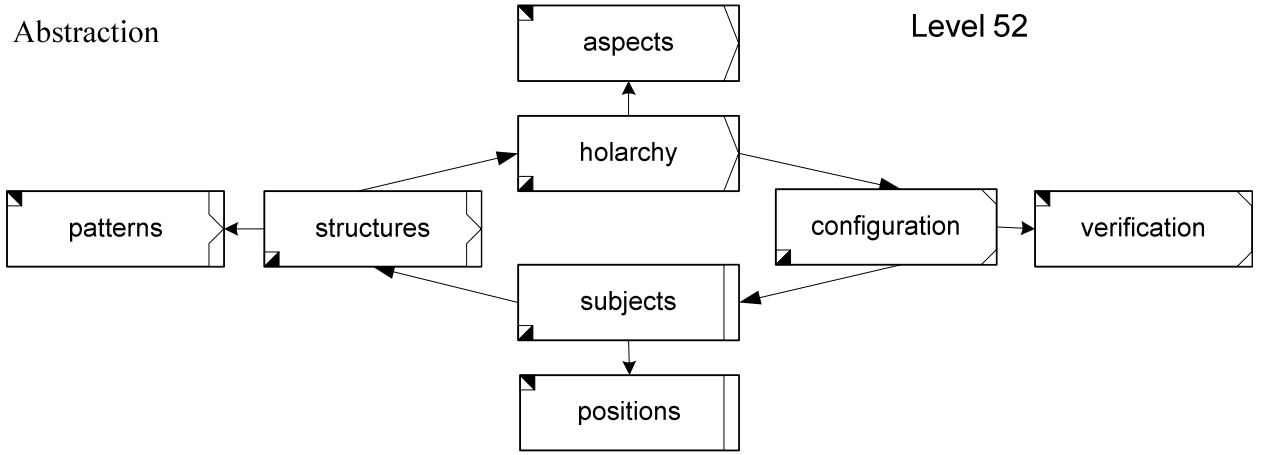 Abstraction
Level 52
aspects
holarchy
patterns
structures
configuration
verification
subjects
positions